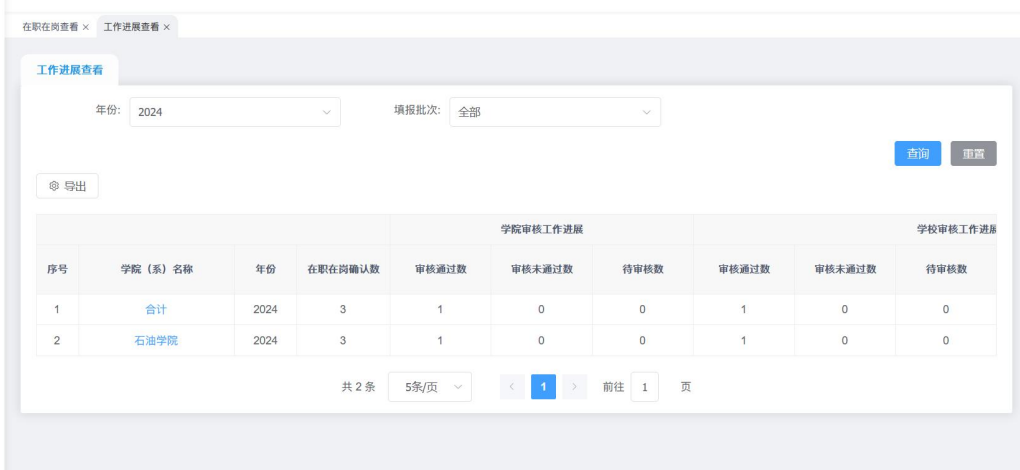 在职在岗查看 × 工作进展查看 ×
工作进展查看
年份: 2024 填报批次: 全部
查询 重置
导出
学院审核工作进展 学校审核工作进展
序号 学院（系）名称 年份 在职在岗确认数 审核通过数 审核未通过数 待审核数 审核通过数 审核未通过数 待审核数
1 合计 2024 3 1 0 0 1 0 0
2 石油学院 2024 3 1 0 0 1 0 0
共 2 条 5条/页 < 1 > 前往 1 页